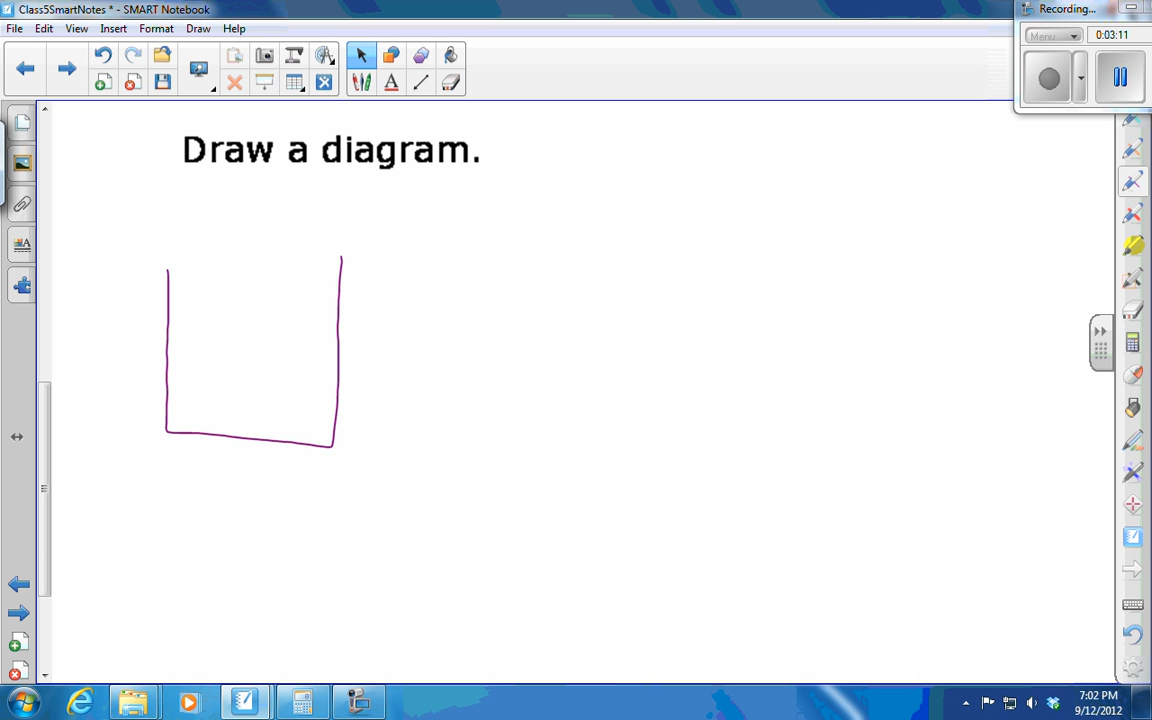 Class5SmartNotes * - SMART Notebook
Recording...
File Edit View Insert Format Draw Help
Menu
0:03:11
Draw a diagram.
7:02 PM
9/12/2012